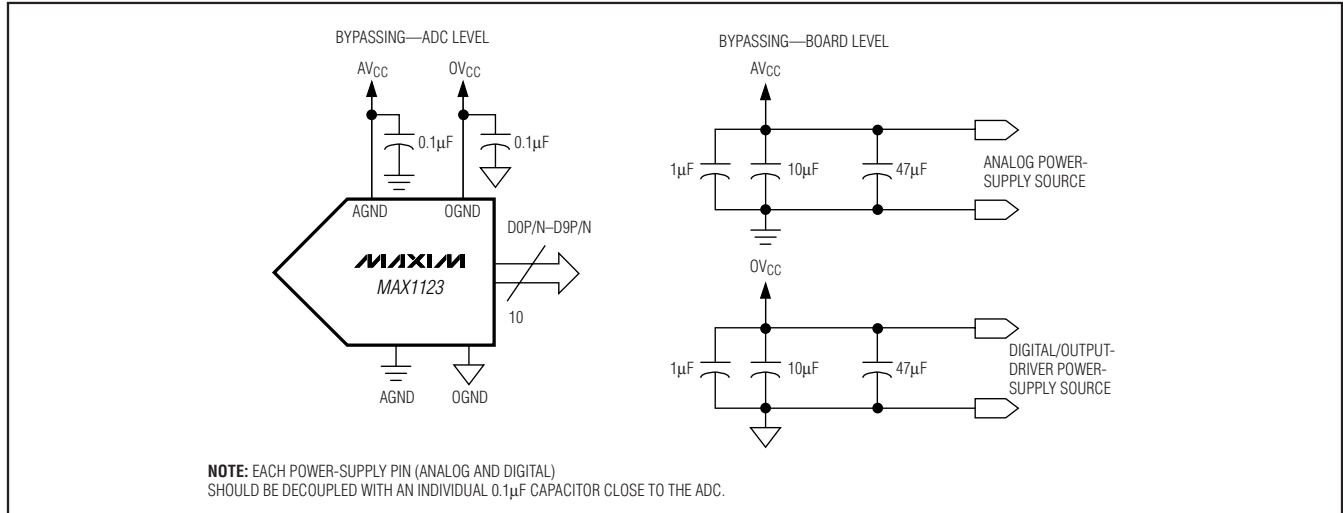 BYPASSING—ADC LEVEL
AVCC
OVCC
0.1µF
0.1µF
AGND
OGND
D0P/N–D9P/N
MAXIM
MAX1123
10
AGND
OGND
BYPASSING—BOARD LEVEL
AVCC
1µF
10µF
47µF
ANALOG POWER-
SUPPLY SOURCE
OVCC
1µF
10µF
47µF
DIGITAL/OUTPUT-
DRIVER POWER-
SUPPLY SOURCE
NOTE: EACH POWER-SUPPLY PIN (ANALOG AND DIGITAL)
SHOULD BE DECOUPLED WITH AN INDIVIDUAL 0.1µF CAPACITOR CLOSE TO THE ADC.